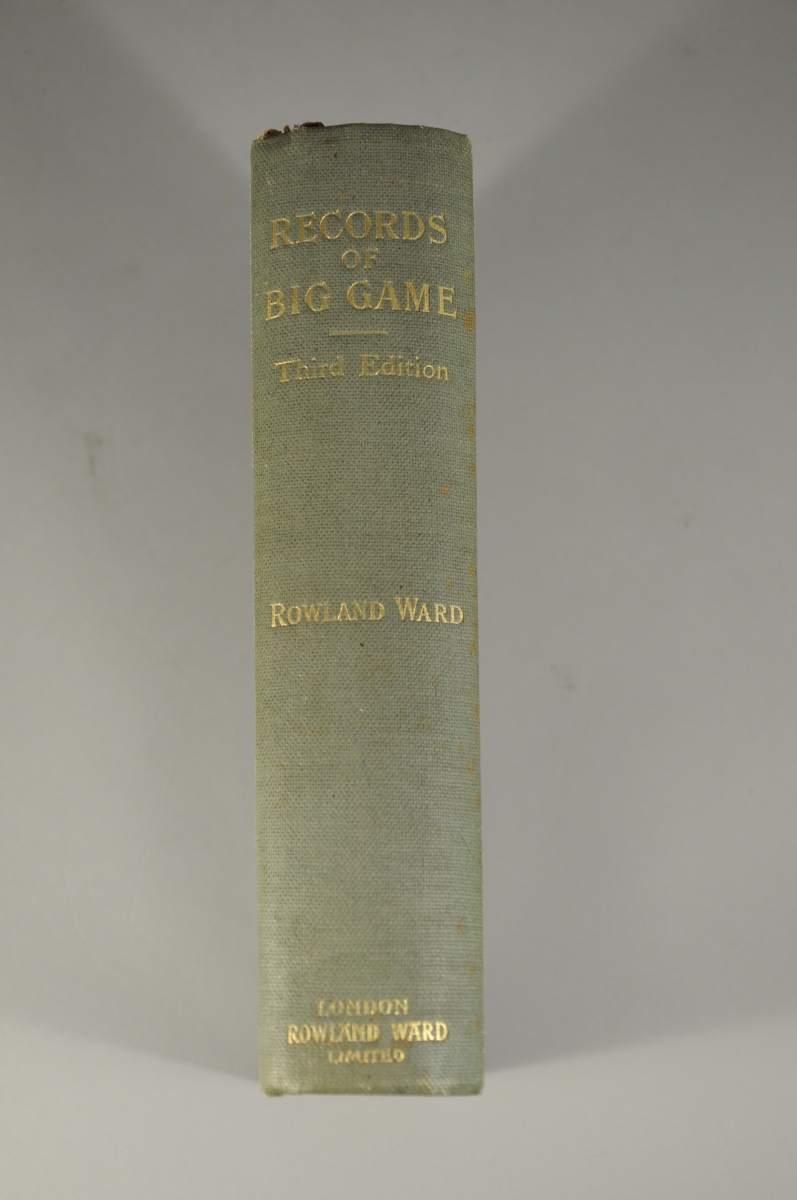 RECORDS
OF
BIG GAME
Third Edition
ROWLAND WARD
LONDON
ROWLAND WARD
LIMITED